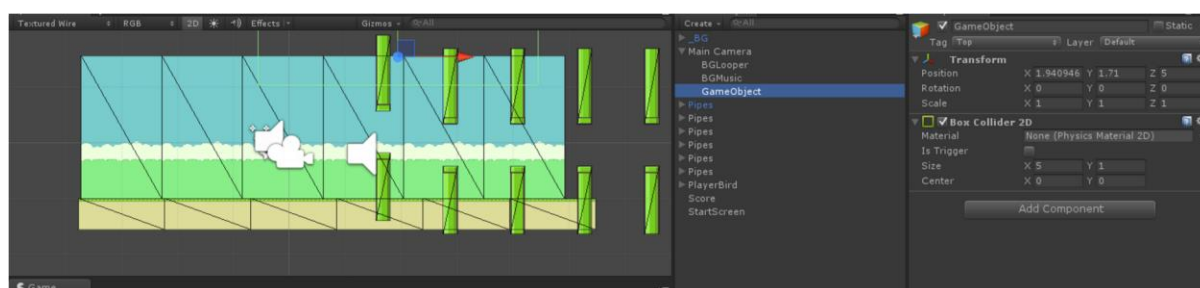 Textured Wire RGB 2D Effects Gizmos All
Create All
_BG
Main Camera
BGLooper
BGMusic
GameObject
Pipes
Pipes
Pipes
Pipes
Pipes
Pipes
PlayerBird
Score
StartScreen
GameObject Static
Tag Top Layer Default
Transform
Position X 1.940946 Y 1.71 Z 5
Rotation X 0 Y 0 Z 0
Scale X 1 Y 1 Z 1
Box Collider 2D
Material None (Physics Material 2D)
Is Trigger
Size X 5 Y 1
Center X 0 Y 0
Add Component
Game